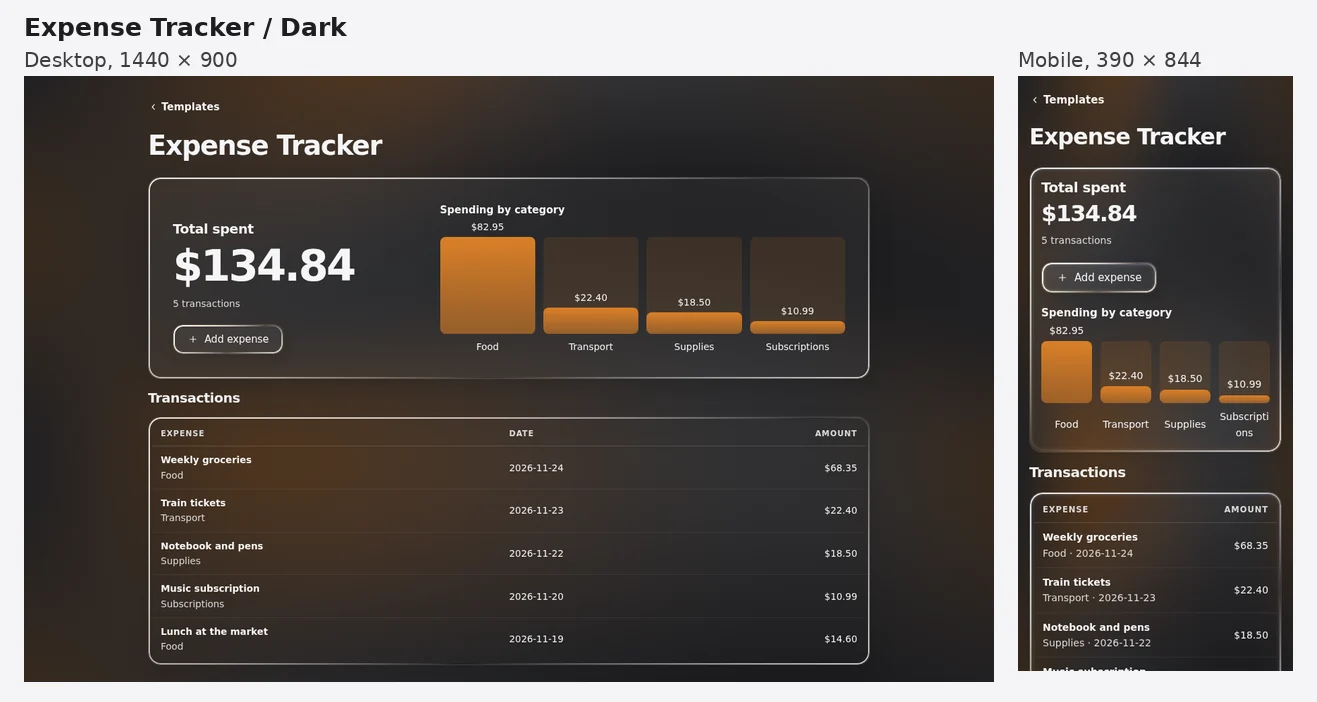 Expense Tracker / Dark
Desktop, 1440 × 900
‹ Templates
Expense Tracker
Total spent
$134.84
5 transactions
+ Add expense
Spending by category
$82.95
$22.40
$18.50
$10.99
Food
Transport
Supplies
Subscriptions
Transactions
EXPENSE DATE AMOUNT
Weekly groceries
Food
2026-11-24
$68.35
Train tickets
Transport
2026-11-23
$22.40
Notebook and pens
Supplies
2026-11-22
$18.50
Music subscription
Subscriptions
2026-11-20
$10.99
Lunch at the market
Food
2026-11-19
$14.60
Mobile, 390 × 844
‹ Templates
Expense Tracker
Total spent
$134.84
5 transactions
+ Add expense
Spending by category
$82.95
$22.40
$18.50
$10.99
Food
Transport
Supplies
Subscripti
ons
Transactions
EXPENSE AMOUNT
Weekly groceries
Food · 2026-11-24
$68.35
Train tickets
Transport · 2026-11-23
$22.40
Notebook and pens
Supplies · 2026-11-22
$18.50
Music subscription